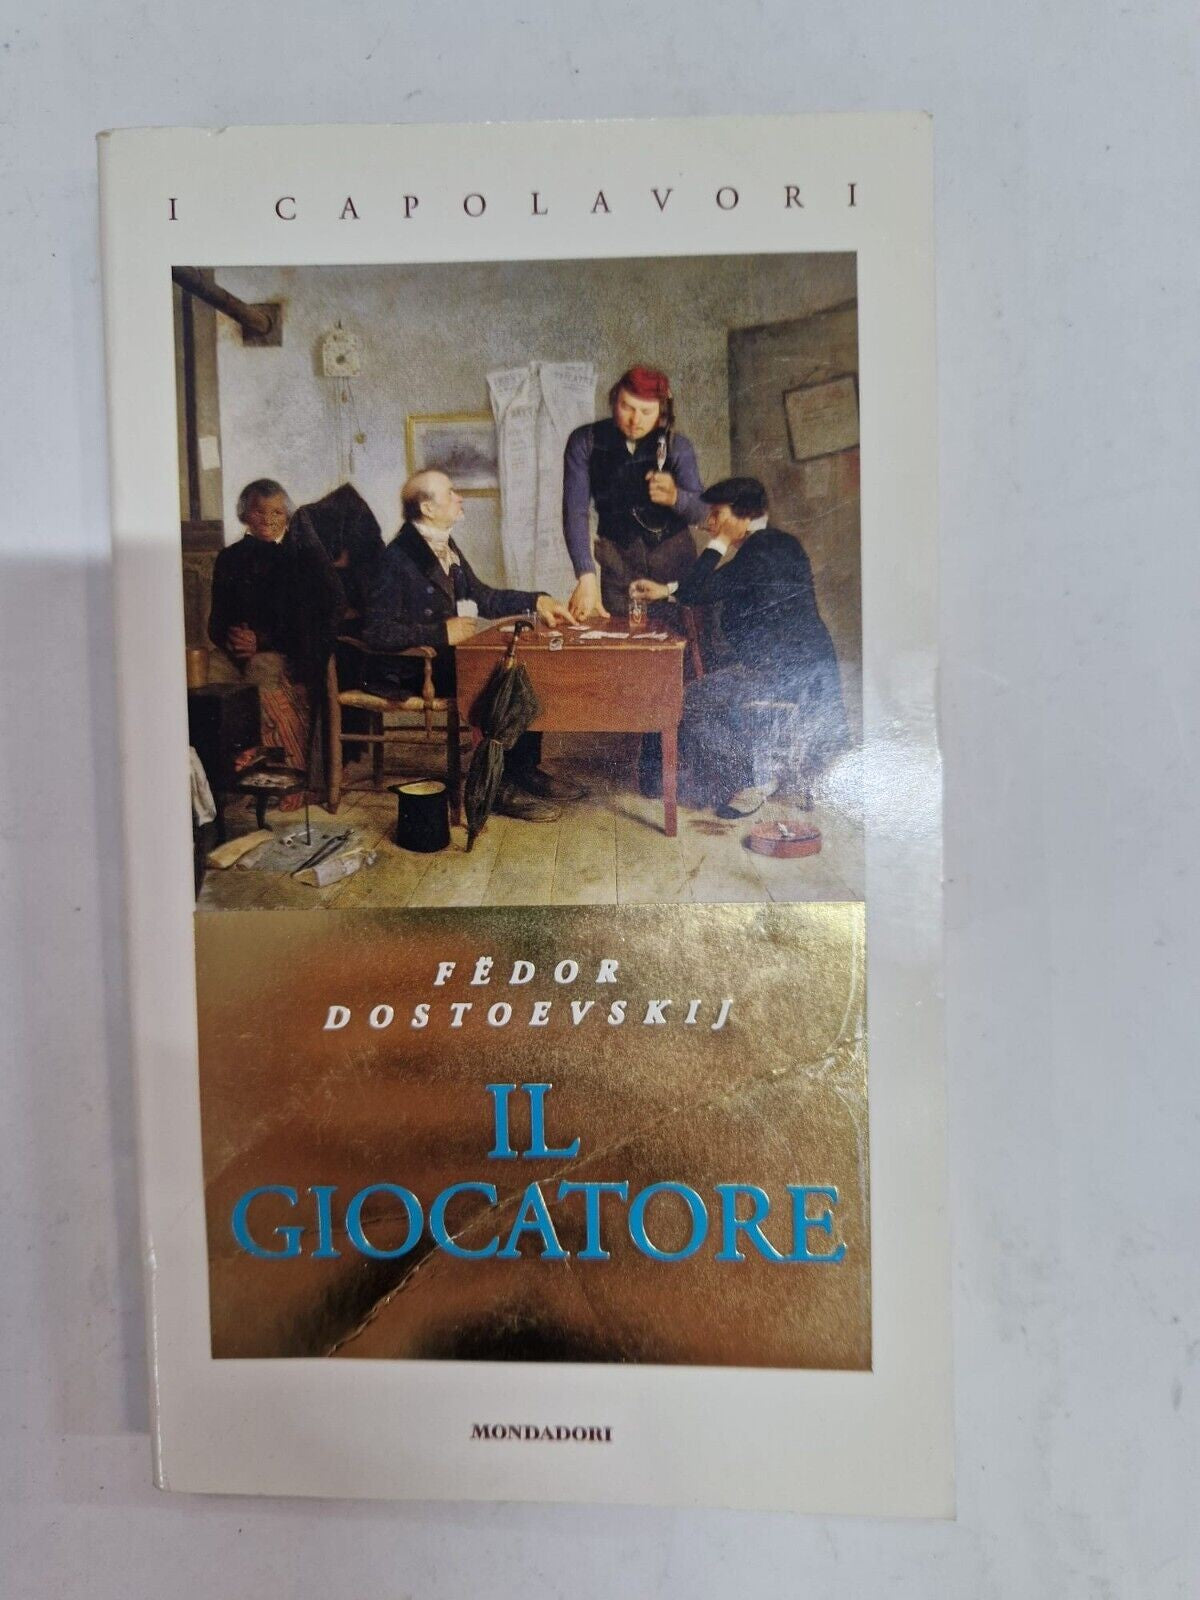 I CAPOLAVORI
FËDOR
DOSTOEVSKIJ
IL
GIOCATORE
MONDADORI